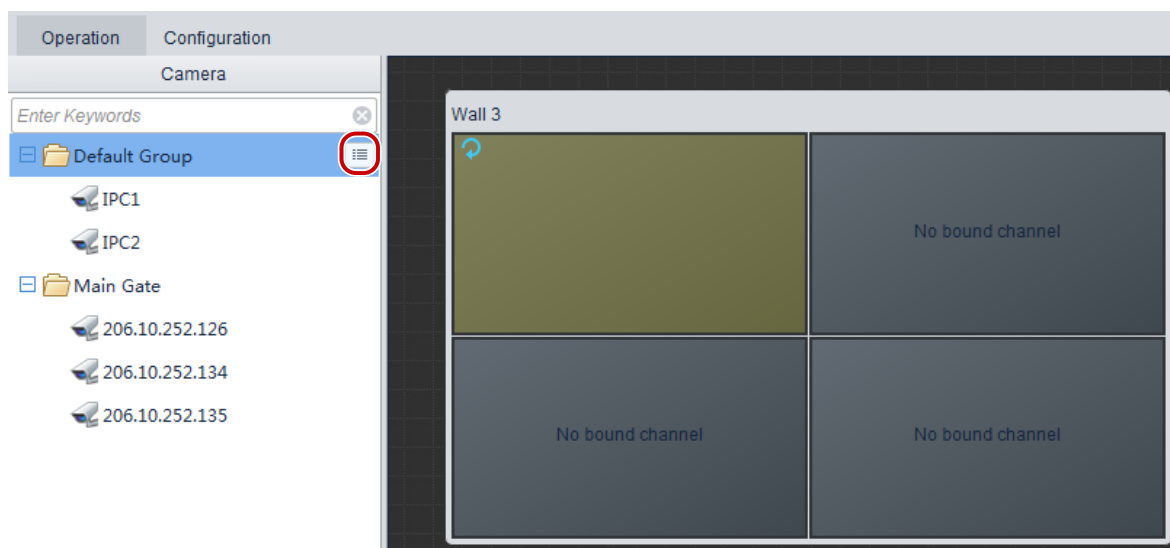 Operation Configuration
Camera
Enter Keywords
Default Group
IPC1
IPC2
Main Gate
206.10.252.126
206.10.252.134
206.10.252.135
Wall 3
No bound channel
No bound channel
No bound channel